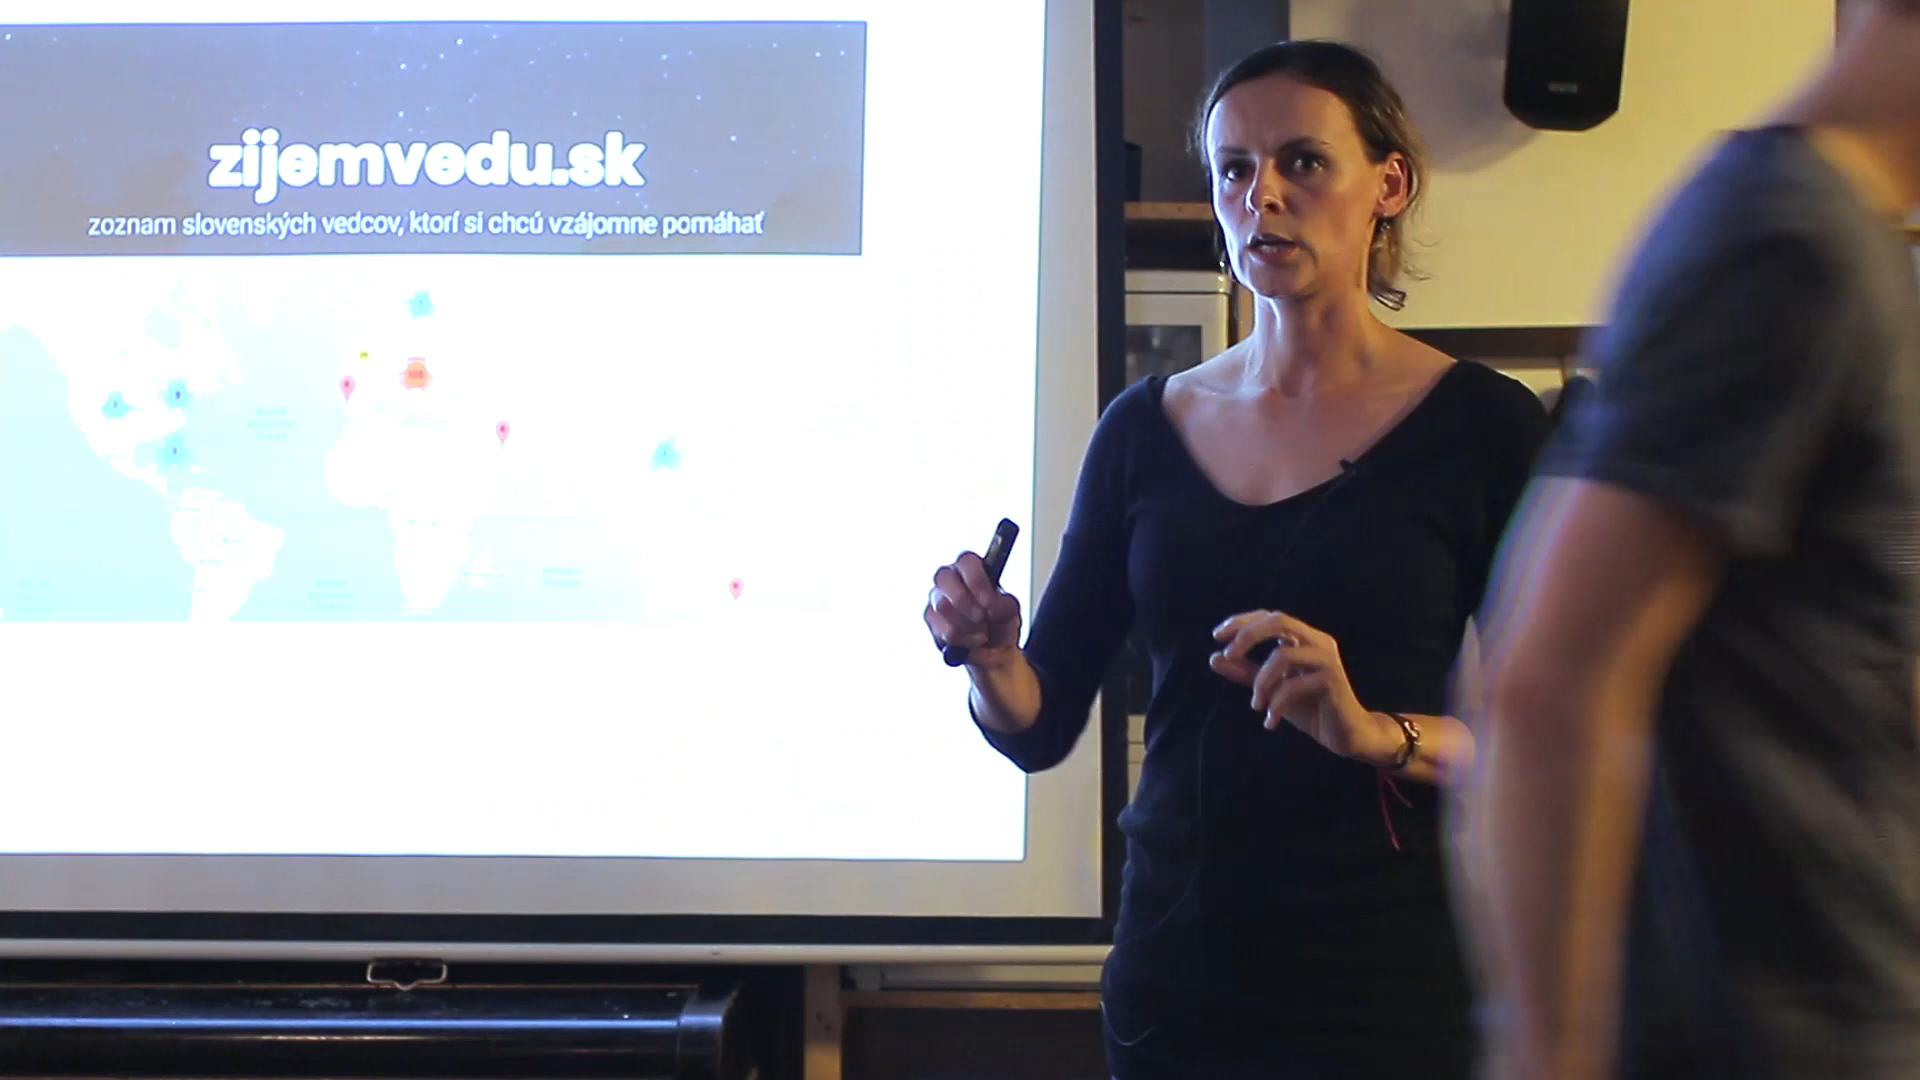 zijemvedu.sk
zoznam slovenských vedcov, ktorí si chcú vzájomne pomáhať